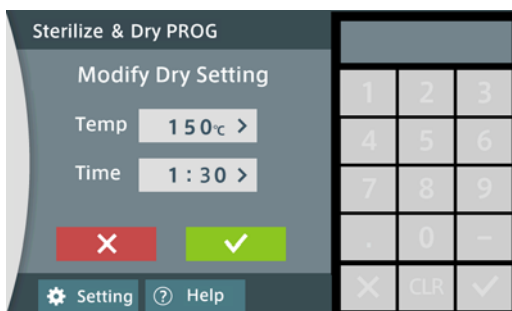 Sterilize & Dry PROG
Modify Dry Setting
Temp 150℃ >
Time 1:30 >
Setting ? Help
1 2 3
4 5 6
7 8 9
. 0 –
CLR